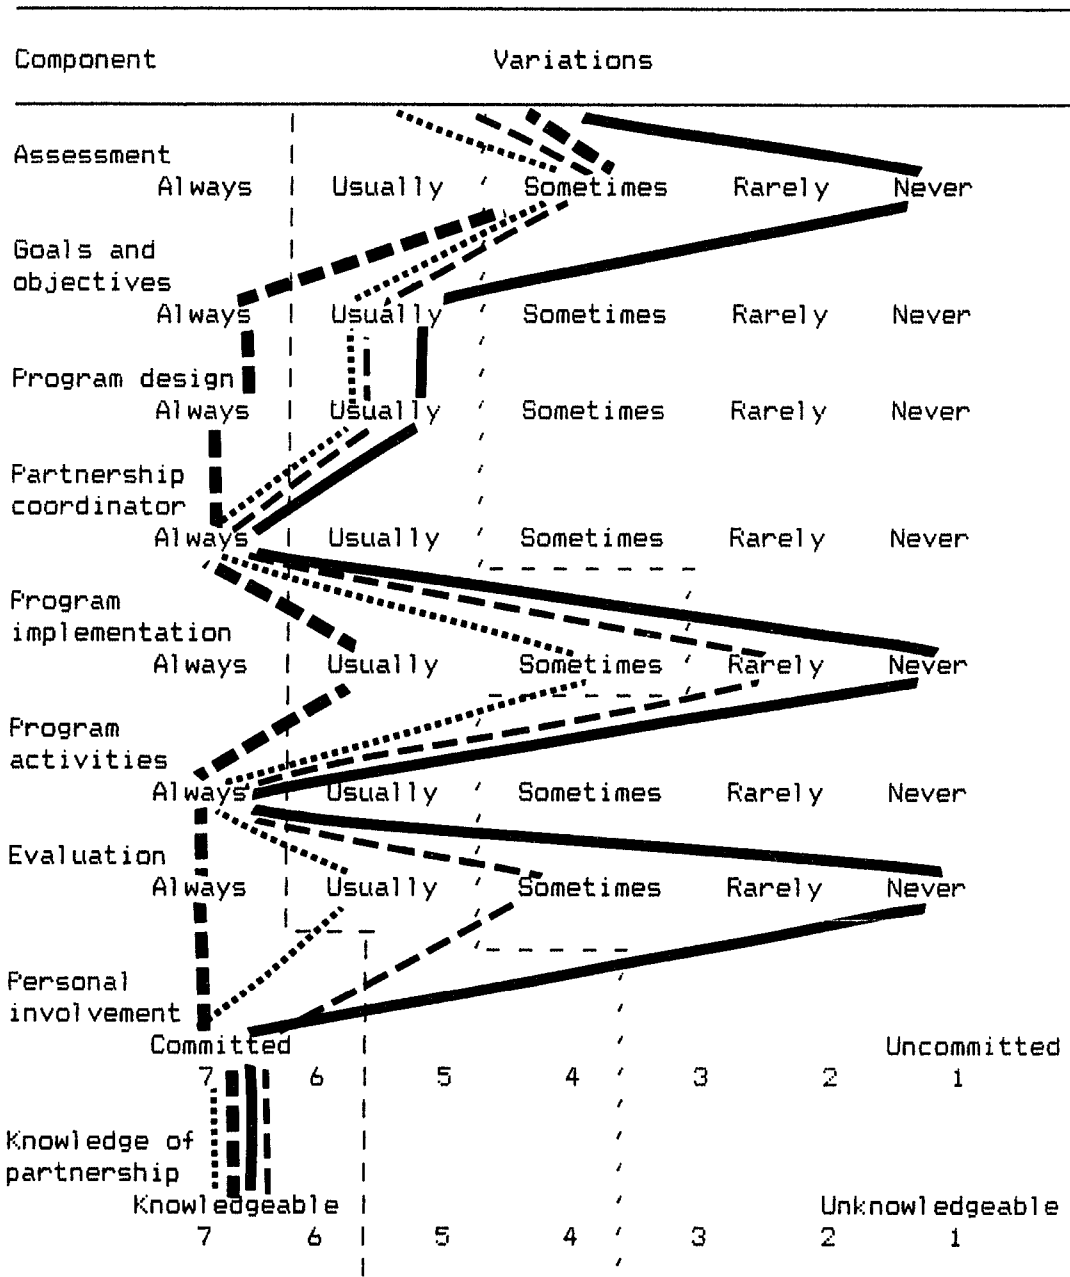 Component Variations
Assessment
Always Usually Sometimes Rarely Never
Goals and
objectives
Always Usually Sometimes Rarely Never
Program design
Always Usually Sometimes Rarely Never
Partnership
coordinator
Always Usually Sometimes Rarely Never
Program
implementation
Always Usually Sometimes Rarely Never
Program
activities
Always Usually Sometimes Rarely Never
Evaluation
Always Usually Sometimes Rarely Never
Personal
involvement
Committed Uncommitted
7 6 5 4 3 2 1
Knowledge of
partnership
Knowledgeable Unknowledgeable
7 6 5 4 3 2 1